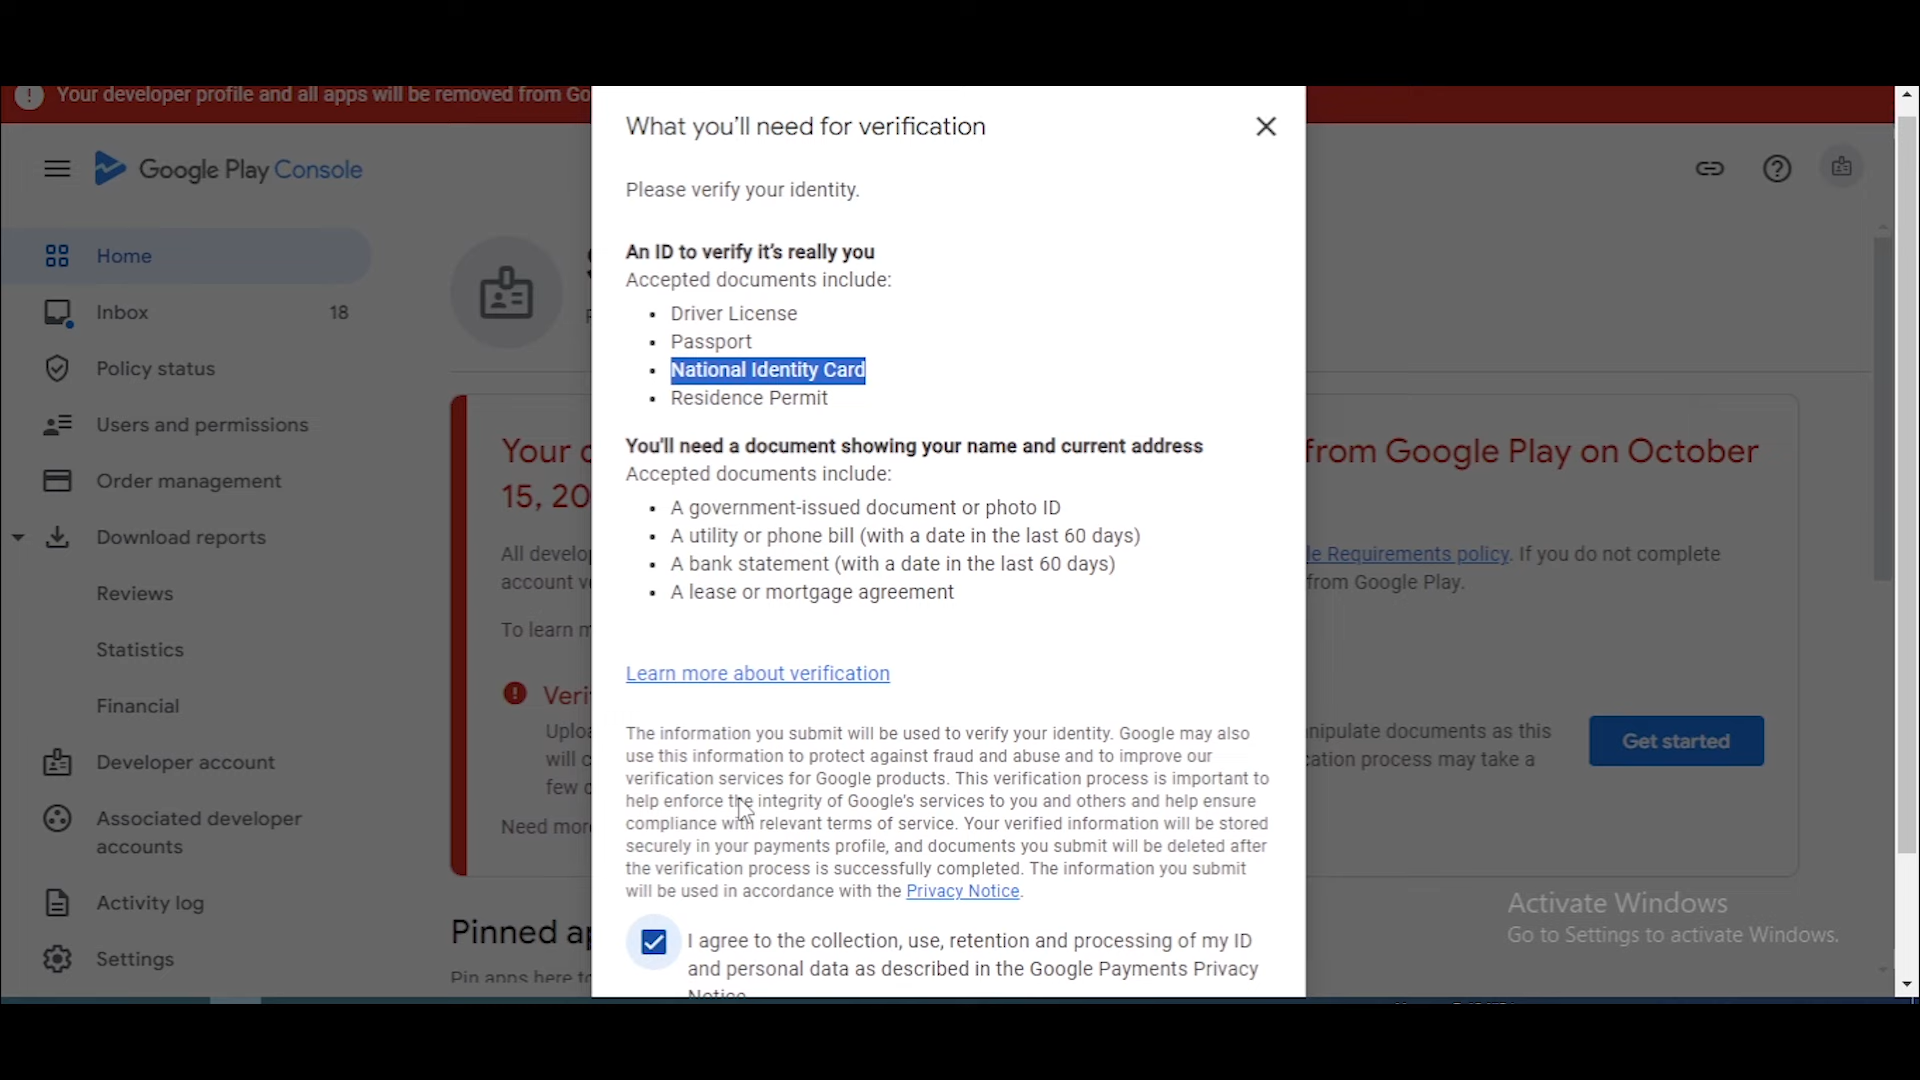 Your developer profile and all apps will be removed from Go
What you'll need for verification
Google Play Console
Please verify your identity.
Home
An ID to verify it's really you
Accepted documents include:
Inbox 18
• Driver License
• Passport
Policy status
• National Identity Card
• Residence Permit
Users and permissions
You'll need a document showing your name and current address
Your from Google Play on October
Accepted documents include:
Order management
15, 20
• A government-issued document or photo ID
• A utility or phone bill (with a date in the last 60 days)
Download reports
All develo le Requirements policy. If you do not complete
• A bank statement (with a date in the last 60 days)
account v from Google Play.
Reviews
• A lease or mortgage agreement
To learn m
Statistics
Learn more about verification
Financial
Veri
The information you submit will be used to verify your identity. Google may also
Uplo nipulate documents as this
use this information to protect against fraud and abuse and to improve our
Get started
will c cation process may take a
verification services for Google products. This verification process is important to
few d
Developer account
help enforce the integrity of Google's services to you and others and help ensure
Associated developer
accounts
compliance with relevant terms of service. Your verified information will be stored
Need mor
securely in your payments profile, and documents you submit will be deleted after
the verification process is successfully completed. The information you submit
will be used in accordance with the Privacy Notice.
Activity log
Activate Windows
Go to Settings to activate Windows.
Pinned a
I agree to the collection, use, retention and processing of my ID
and personal data as described in the Google Payments Privacy
Notice
Settings
Pin apps here to